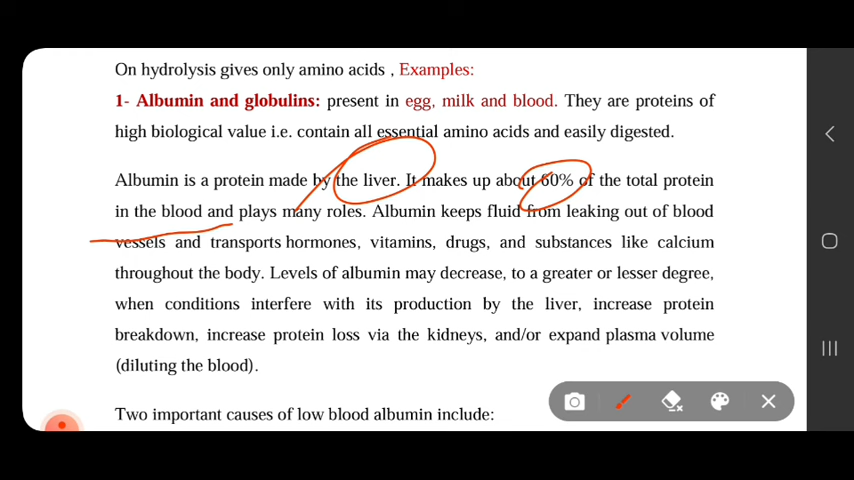 On hydrolysis gives only amino acids , Examples:
1- Albumin and globulins: present in egg, milk and blood. They are proteins of
high biological value i.e. contain all essential amino acids and easily digested.
Albumin is a protein made by the liver. It makes up about 60% of the total protein
in the blood and plays many roles. Albumin keeps fluid from leaking out of blood
vessels and transports hormones, vitamins, drugs, and substances like calcium
throughout the body. Levels of albumin may decrease, to a greater or lesser degree,
when conditions interfere with its production by the liver, increase protein
breakdown, increase protein loss via the kidneys, and/or expand plasma volume
(diluting the blood).
Two important causes of low blood albumin include: